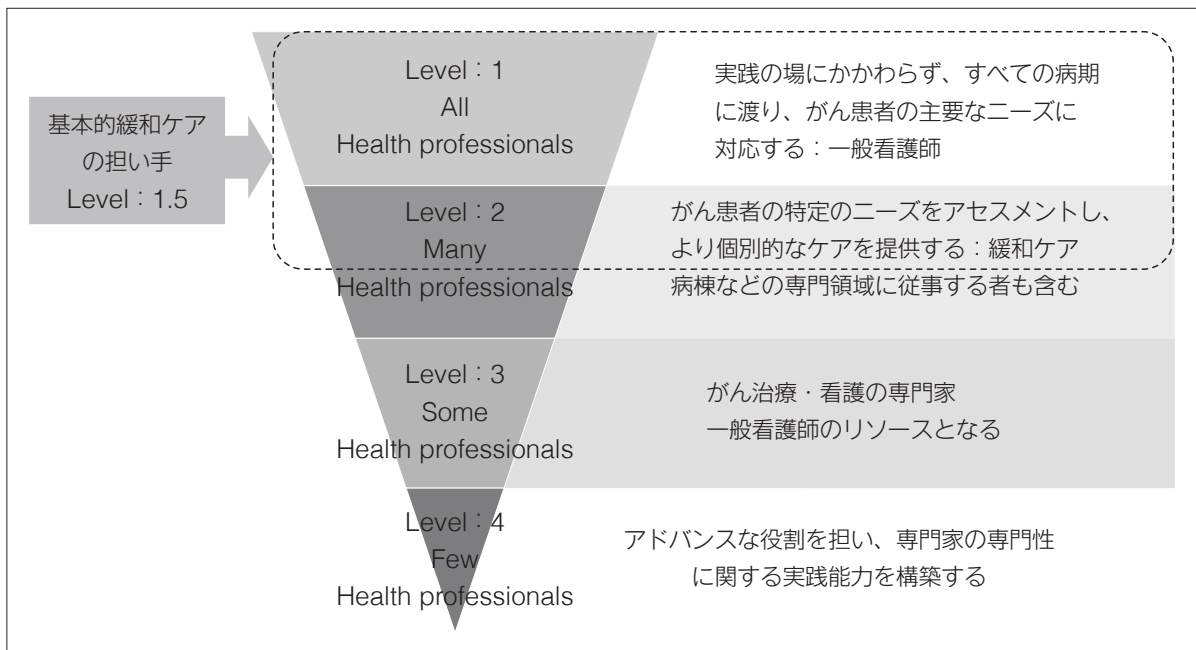 基本的緩和ケア
の担い手
Level：1.5
Level：1
All
Health professionals
実践の場にかかわらず、すべての病期
に渡り、がん患者の主要なニーズに
対応する：一般看護師
Level：2
Many
Health professionals
がん患者の特定のニーズをアセスメントし、
より個別的なケアを提供する：緩和ケア
病棟などの専門領域に従事する者も含む
Level：3
Some
Health professionals
がん治療・看護の専門家
一般看護師のリソースとなる
Level：4
Few
Health professionals
アドバンスな役割を担い、専門家の専門性
に関する実践能力を構築する